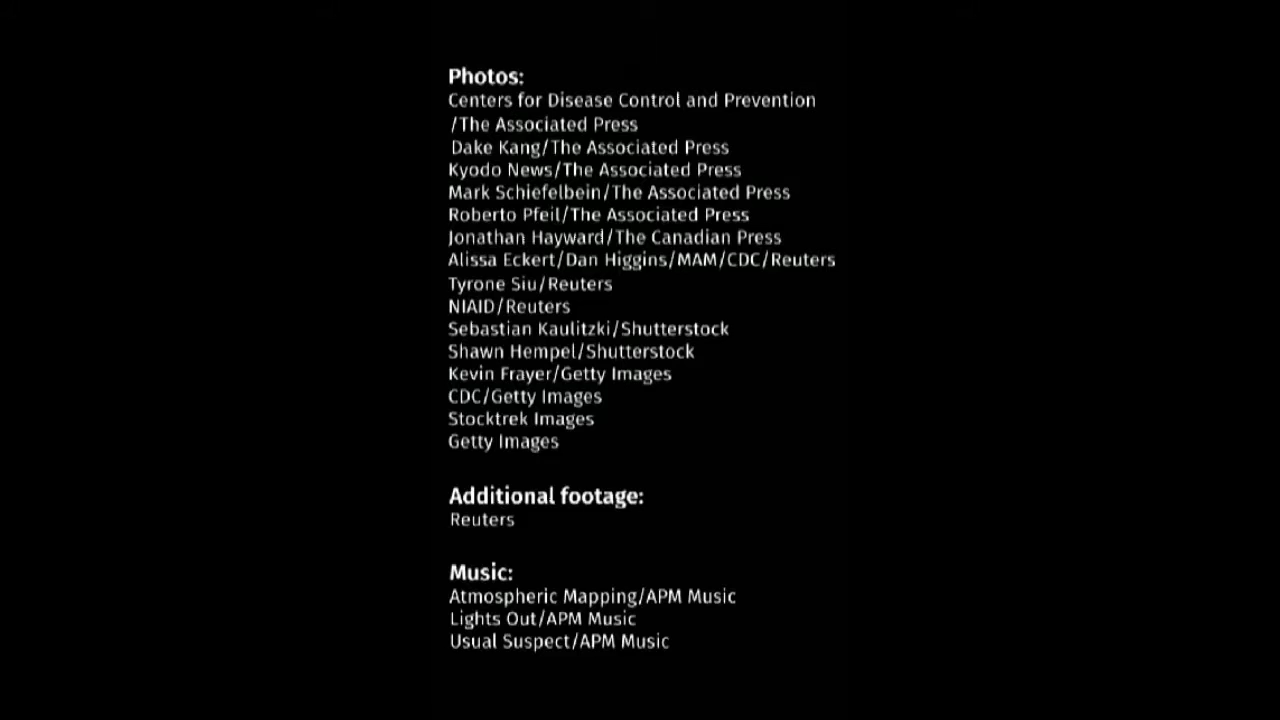 Photos:
Centers for Disease Control and Prevention
/The Associated Press
Dake Kang/The Associated Press
Kyodo News/The Associated Press
Mark Schiefelbein/The Associated Press
Roberto Pfeil/The Associated Press
Jonathan Hayward/The Canadian Press
Alissa Eckert/Dan Higgins/MAM/CDC/Reuters
Tyrone Siu/Reuters
NIAID/Reuters
Sebastian Kaulitzki/Shutterstock
Shawn Hempel/Shutterstock
Kevin Frayer/Getty Images
CDC/Getty Images
Stocktrek Images
Getty Images
Additional footage:
Reuters
Music:
Atmospheric Mapping/APM Music
Lights Out/APM Music
Usual Suspect/APM Music